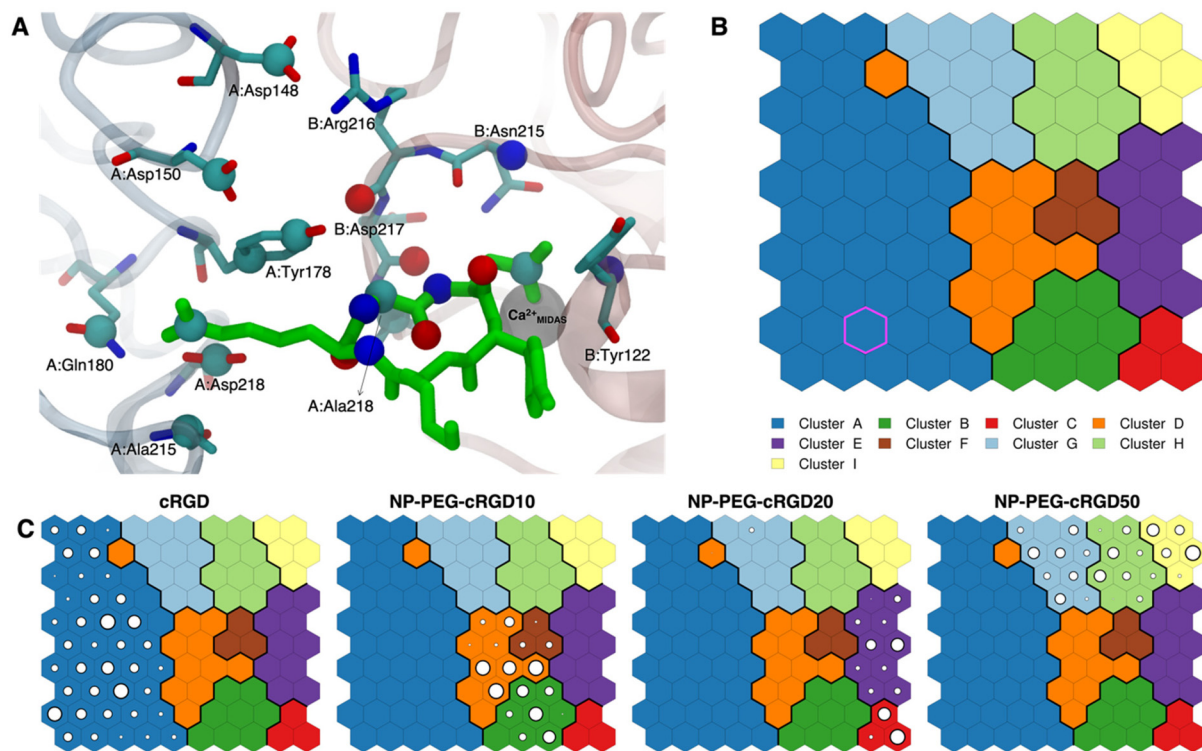 A
A:Asp148
B:Arg216
B:Asn215
A:Asp150
B:Asp217
A:Tyr178
Ca2+MIDAS
A:Gln180
A:Asp218
B:Tyr122
A:Ala218
A:Ala215
B
Cluster A Cluster B Cluster C Cluster D
Cluster E Cluster F Cluster G Cluster H
Cluster I
C
cRGD NP-PEG-cRGD10 NP-PEG-cRGD20 NP-PEG-cRGD50